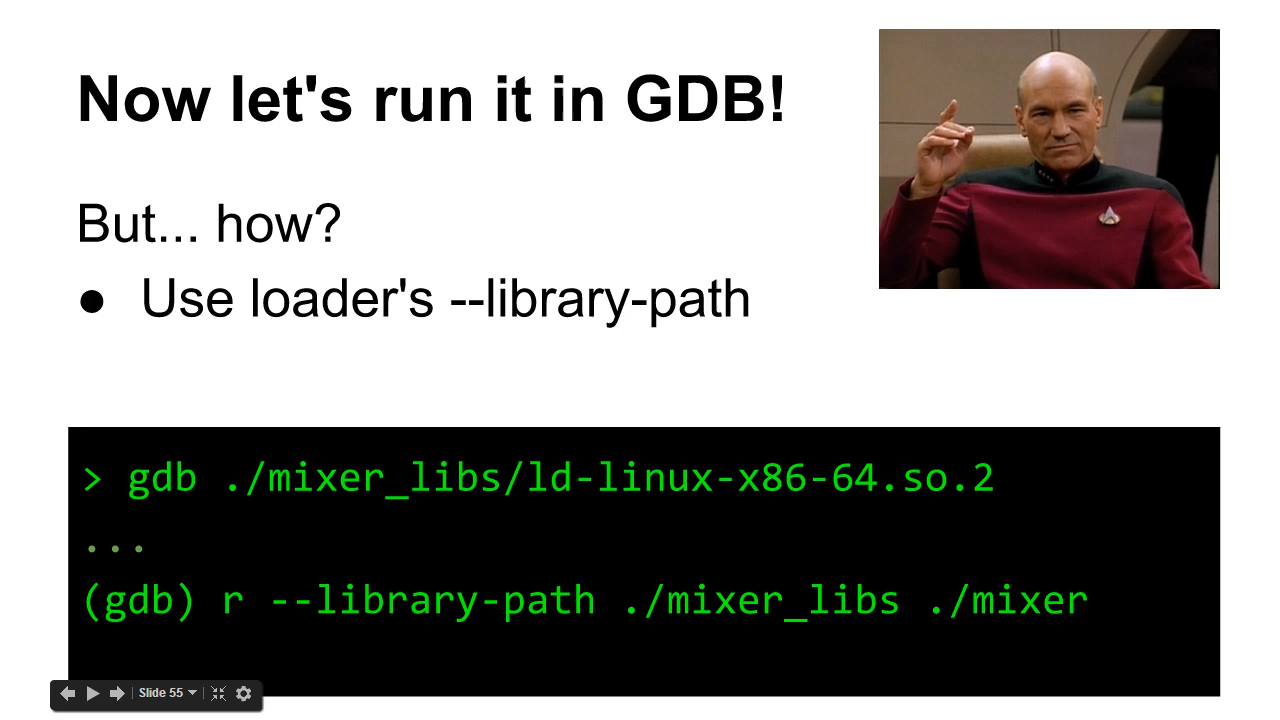 Now let's run it in GDB!
But... how?
● Use loader's --library-path
> gdb ./mixer_libs/ld-linux-x86-64.so.2
...
(gdb) r --library-path ./mixer_libs ./mixer
Slide 55